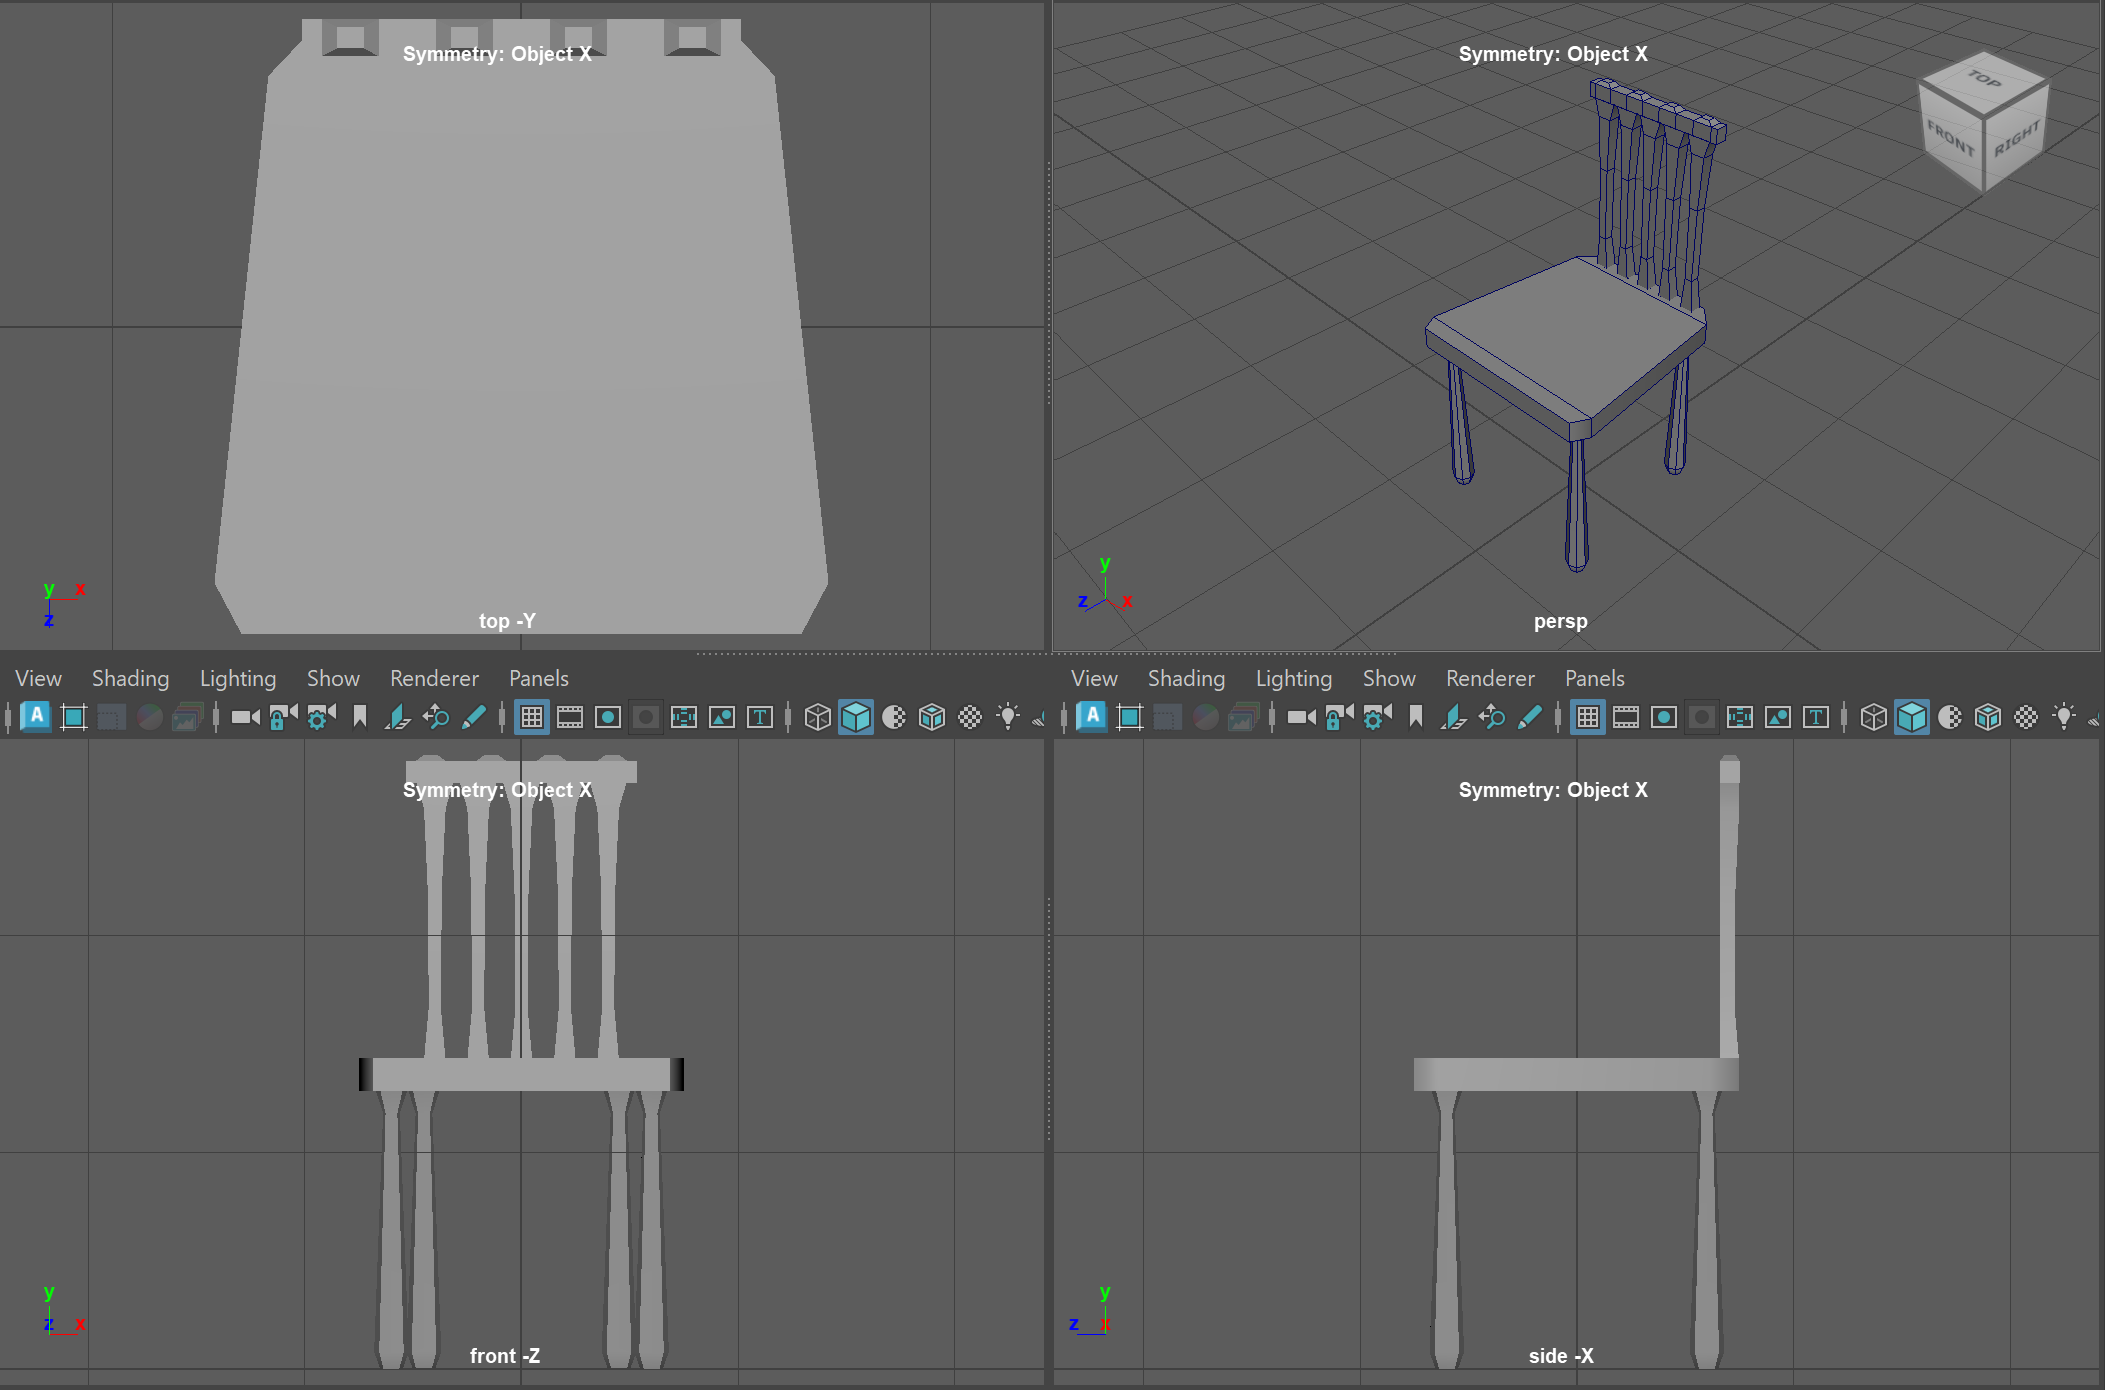 Symmetry: Object X
y x
z
top -Y
Symmetry: Object X
TOP
FRONT
RIGHT
y
z x
persp
View Shading Lighting Show Renderer Panels
A
T
View Shading Lighting Show Renderer Panels
A
T
Symmetry: Object X
y
z x
front -Z
Symmetry: Object X
y
z x
side -X